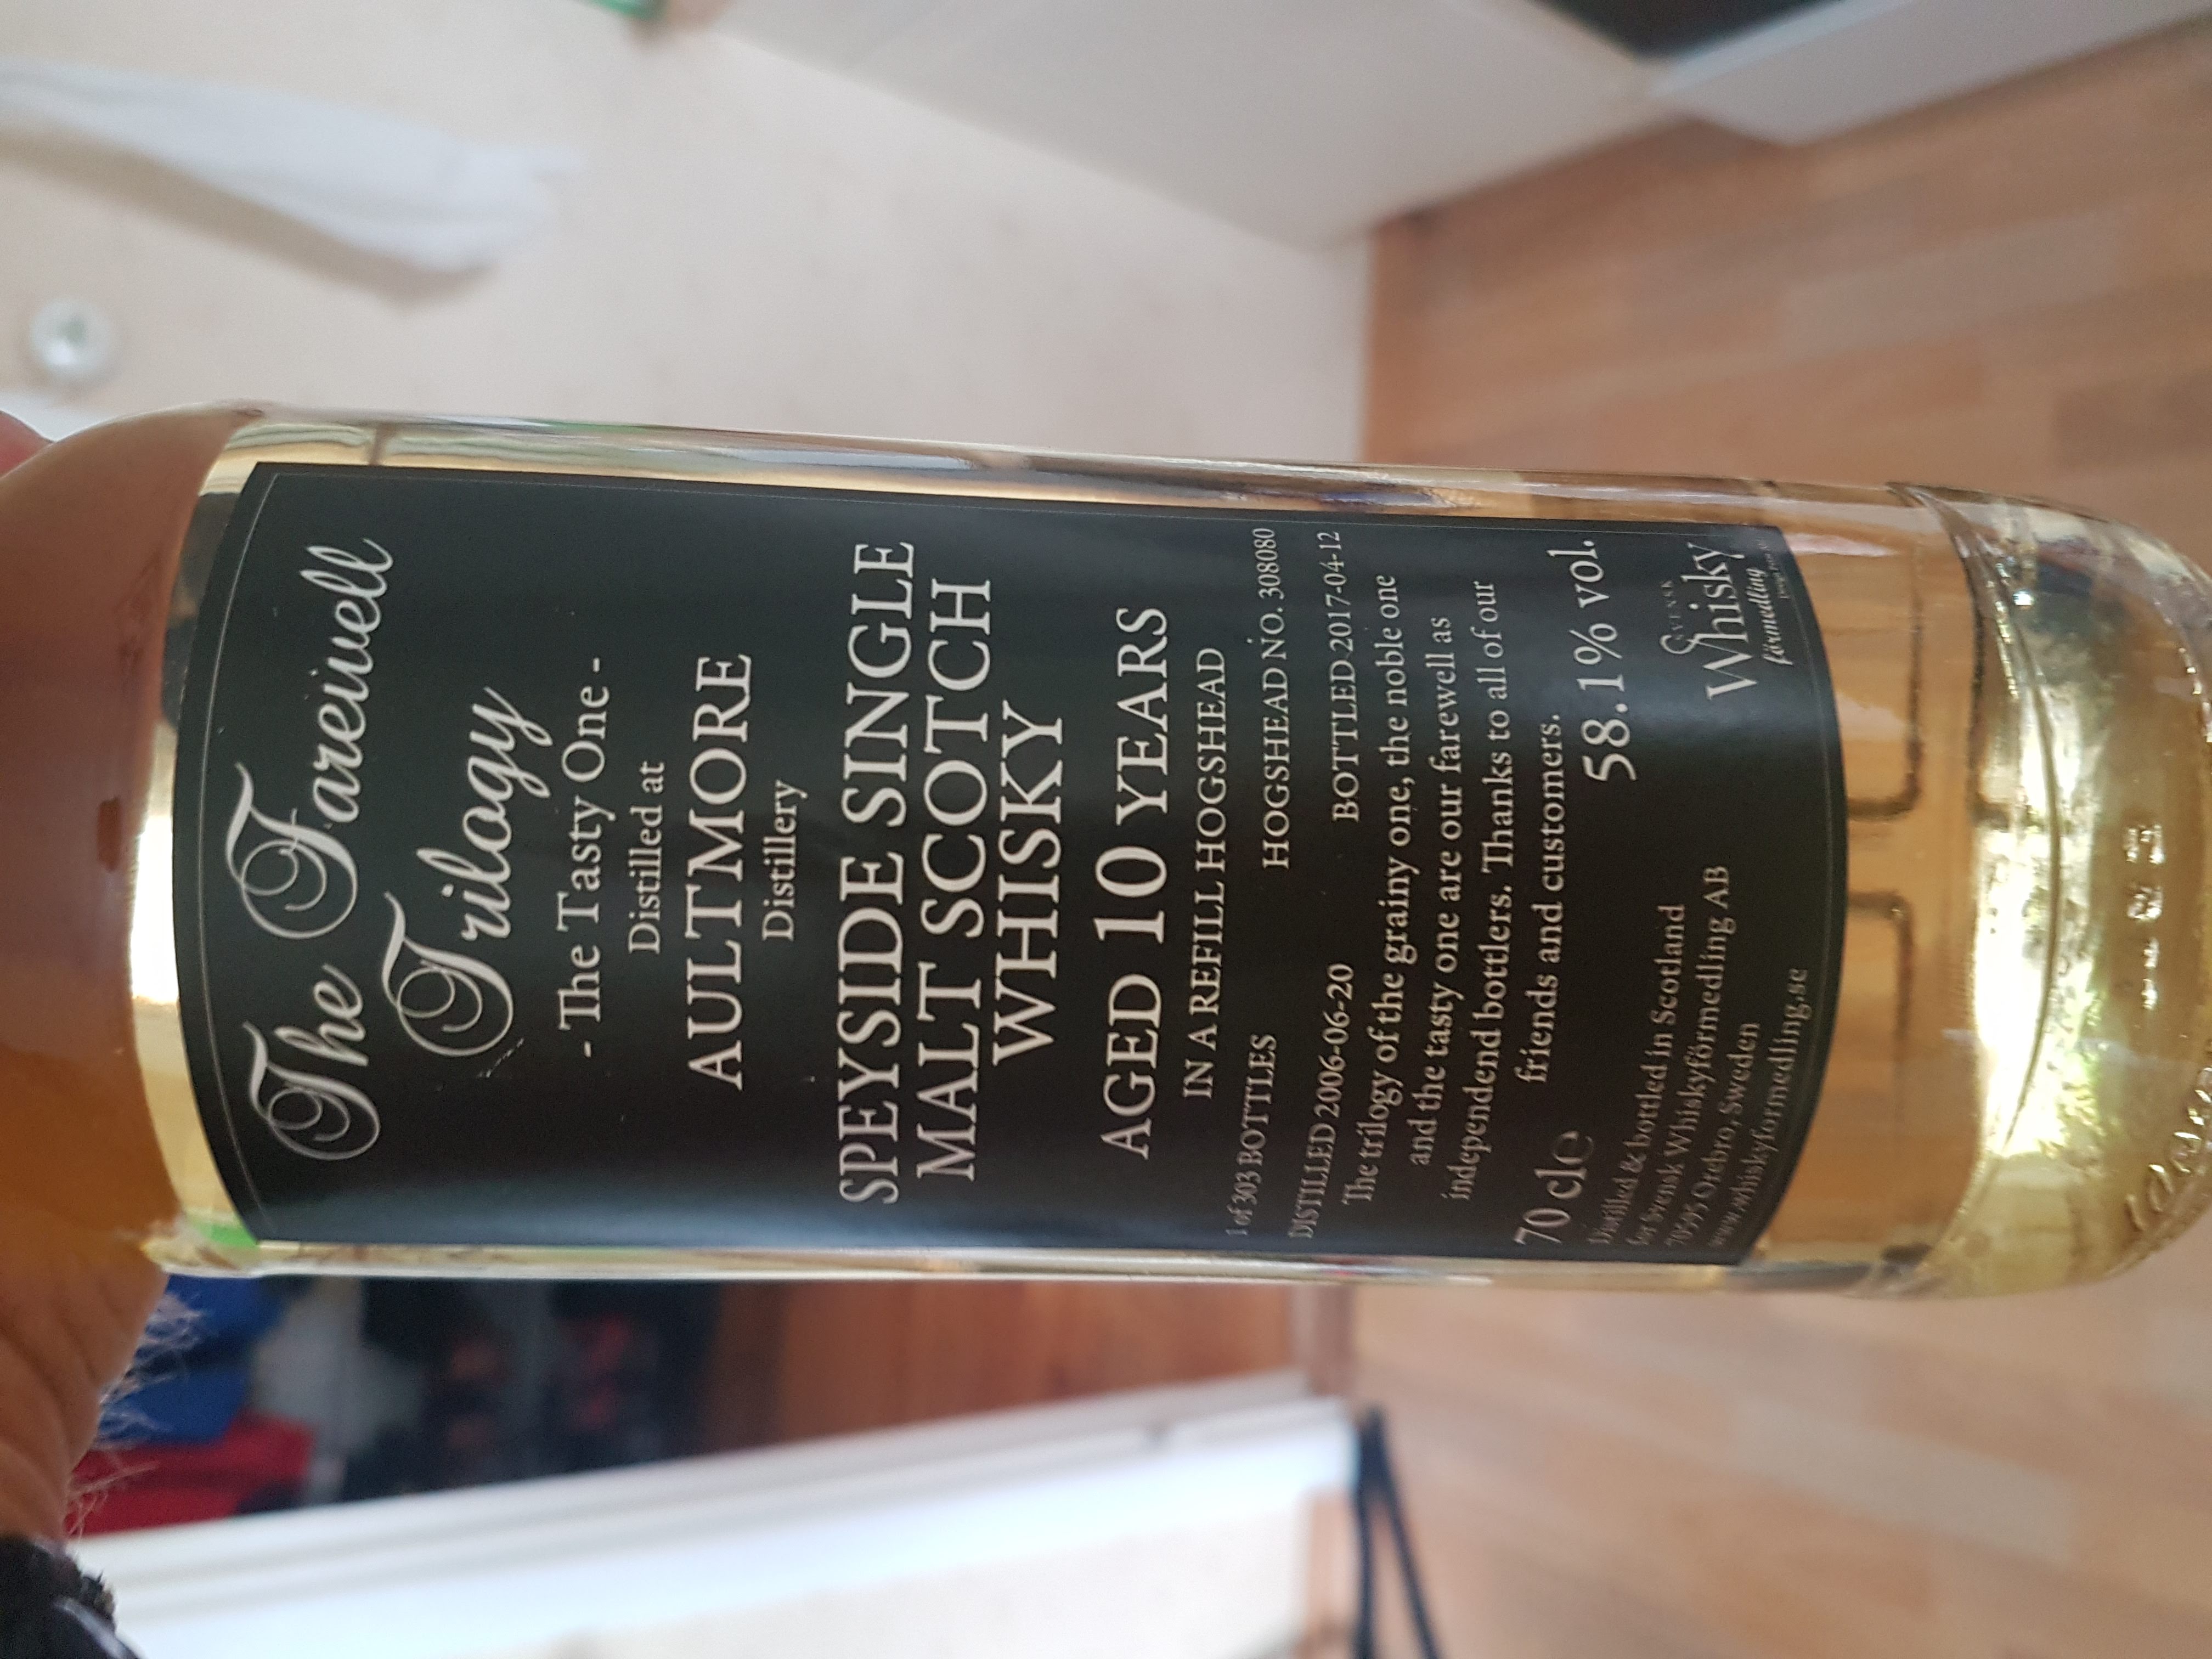 The Farewell
Trilogy
- The Tasty One -
Distilled at
AULTMORE
Distillery
SPEYSIDE SINGLE
MALT SCOTCH
WHISKY
AGED 10 YEARS
IN A REFILL HOGSHEAD
1 of 303 BOTTLES HOGSHEAD NO. 308080
DISTILLED 2006-06-20 BOTTLED 2017-04-12
The trilogy of the grainy one, the noble one
and the tasty one are our farewell as
independend bottlers. Thanks to all of our
friends and customers.
70 cl e 58.1% vol.
Distilled & bottled in Scotland
for Svensk Whiskyförmedling AB
Örebro, Sweden
www.whiskyformedling.se
SVENSK
Whisky
förmedling